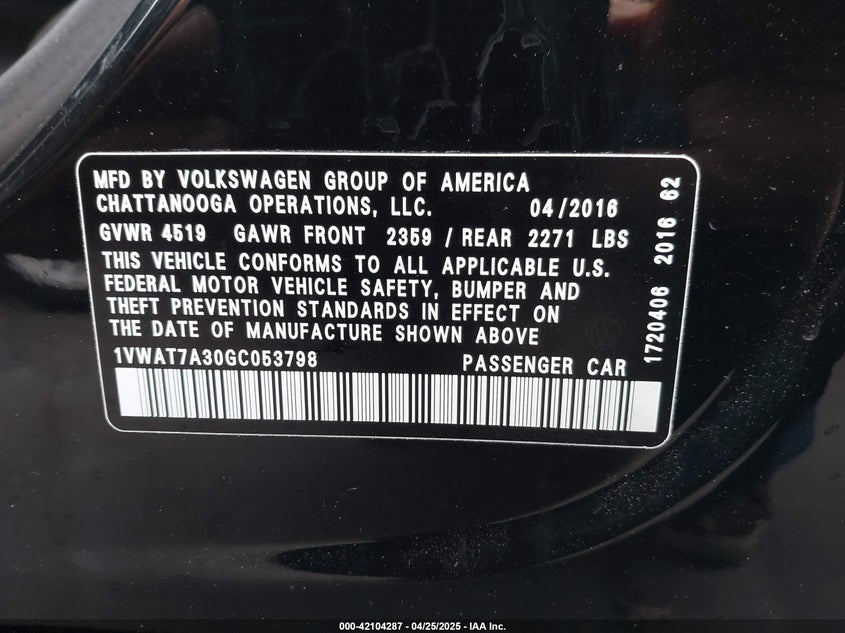 MFD BY VOLKSWAGEN GROUP OF AMERICA
CHATTANOOGA OPERATIONS, LLC. 04/2016
GVWR 4519 GAWR FRONT 2359 / REAR 2271 LBS
THIS VEHICLE CONFORMS TO ALL APPLICABLE U.S.
FEDERAL MOTOR VEHICLE SAFETY, BUMPER AND
THEFT PREVENTION STANDARDS IN EFFECT ON
THE DATE OF MANUFACTURE SHOWN ABOVE
1VWAT7A30GC053798 PASSENGER CAR
1720406 2016 62
000-42104287 - 04/25/2025 - IAA Inc.